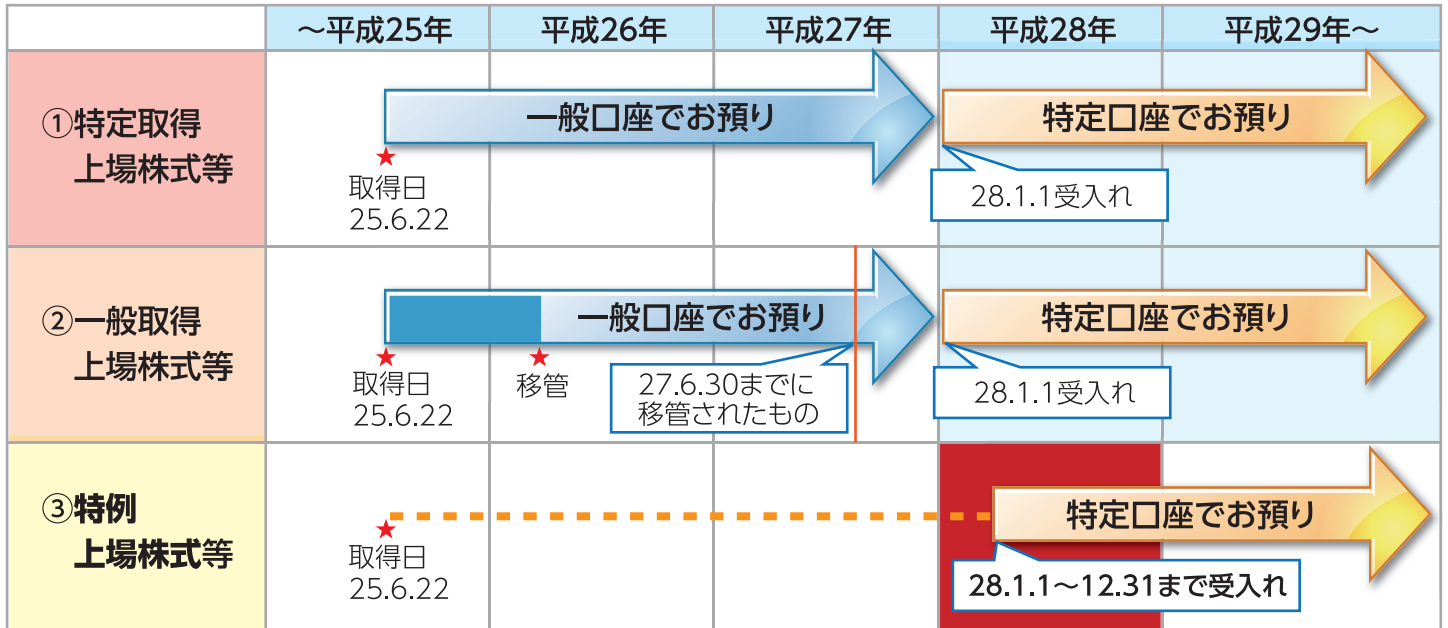 ～平成25年
平成26年
平成27年
平成28年
平成29年～
①特定取得
上場株式等
一般口座でお預り
特定口座でお預り
取得日
25.6.22
28.1.1受入れ
②一般取得
上場株式等
一般口座でお預り
特定口座でお預り
取得日
25.6.22
移管
27.6.30までに
移管されたもの
28.1.1受入れ
③特例
上場株式等
特定口座でお預り
取得日
25.6.22
28.1.1～12.31まで受入れ